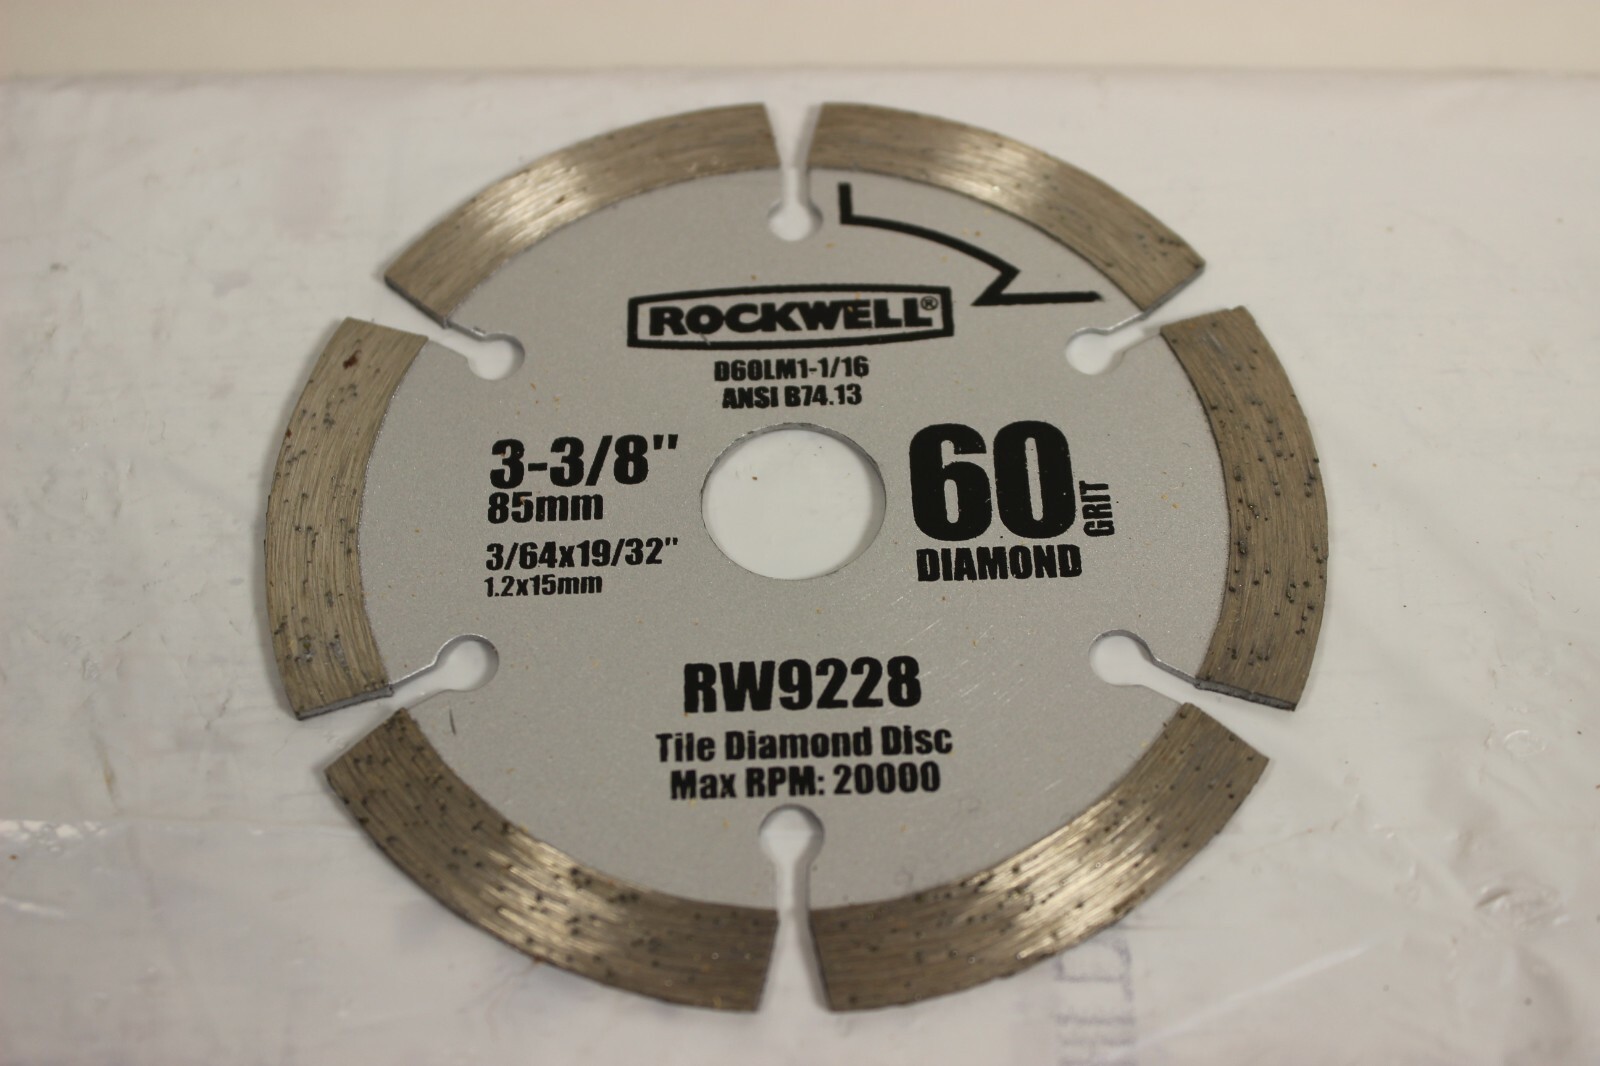 ROCKWELL®
D60LM1-1/16
ANSI B74.13
3-3/8"
85mm
3/64x19/32"
1.2x15mm
60
GRIT
DIAMOND
RW9228
Tile Diamond Disc
Max RPM: 20000